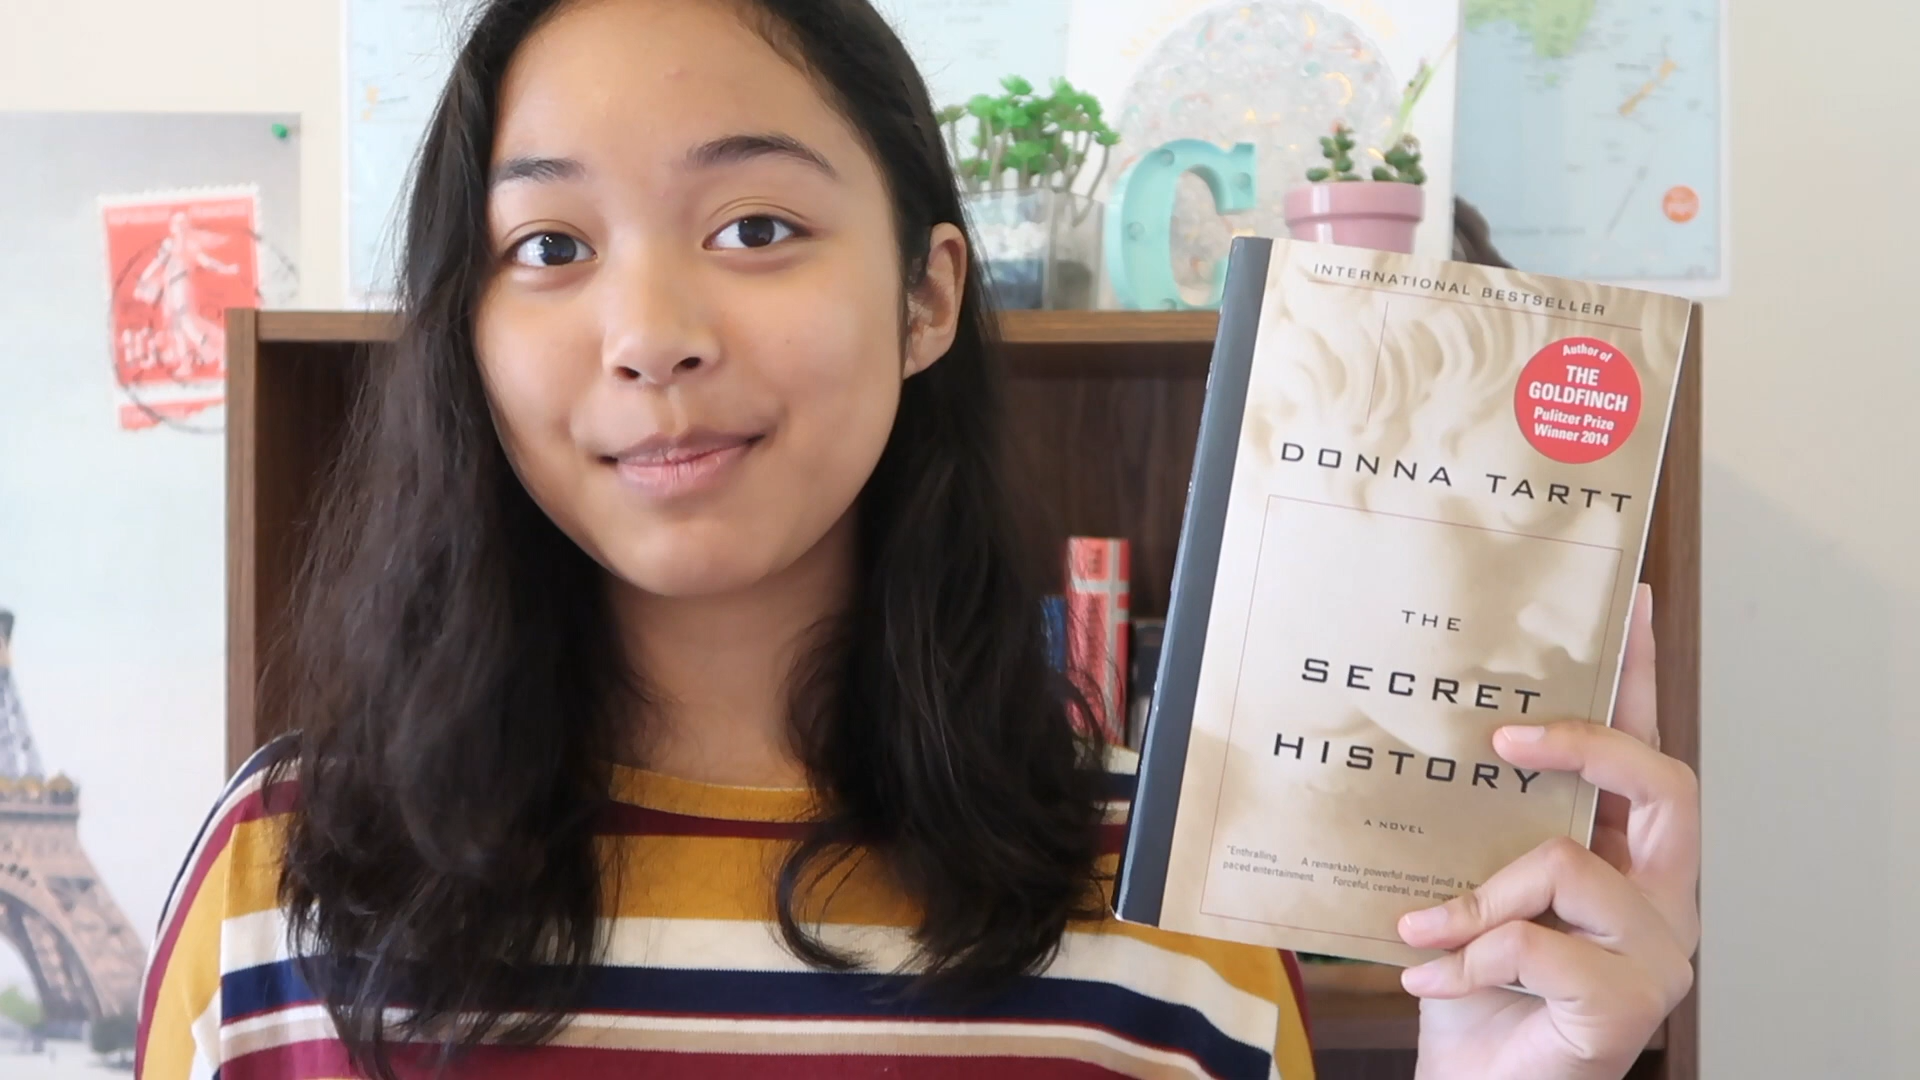 C
INTERNATIONAL BESTSELLER
Author of
THE
GOLDFINCH
Pulitzer Prize
Winner 2014
DONNA TARTT
THE
SECRET
HISTORY
A NOVEL
"Enthralling. A remarkably powerful novel [and] a
paced entertainment. Forceful, cerebral, and